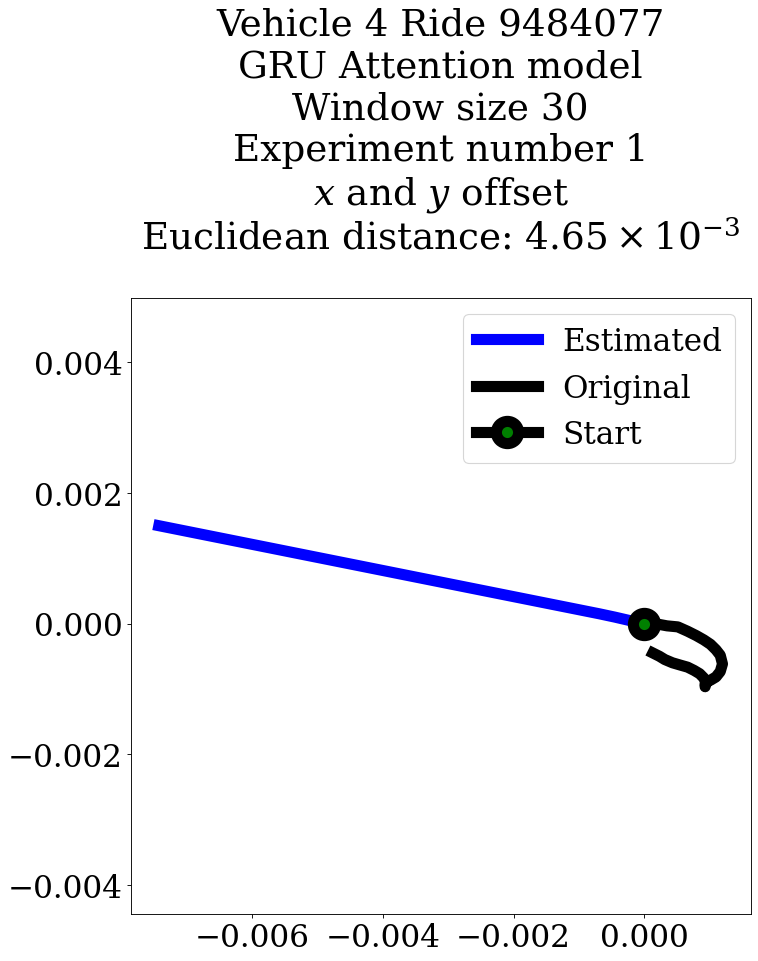 Vehicle 4 Ride 9484077
GRU Attention model
Window size 30
Experiment number 1
x and y offset
Euclidean distance: 4.65 × 10⁻³
Estimated
Original
Start
0.004
0.002
0.000
−0.002
−0.004
−0.006 −0.004 −0.002 0.000